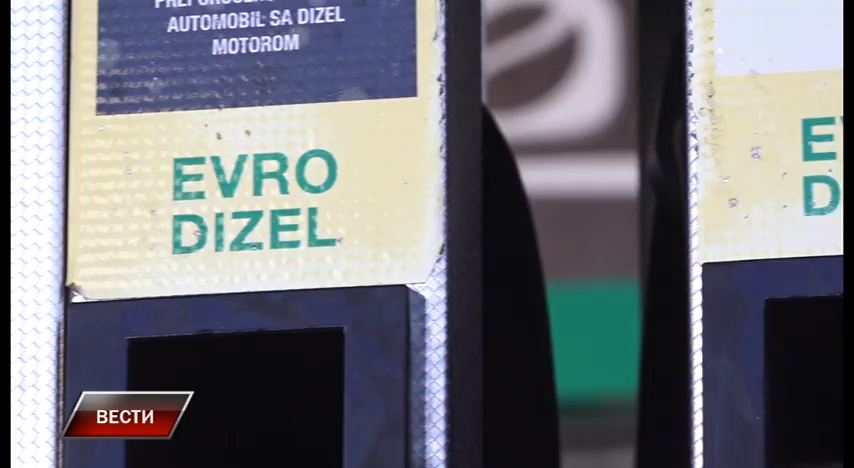 AUTOMOBIL SA DIZEL
MOTOROM
EVRO
DIZEL
ВЕСТИ